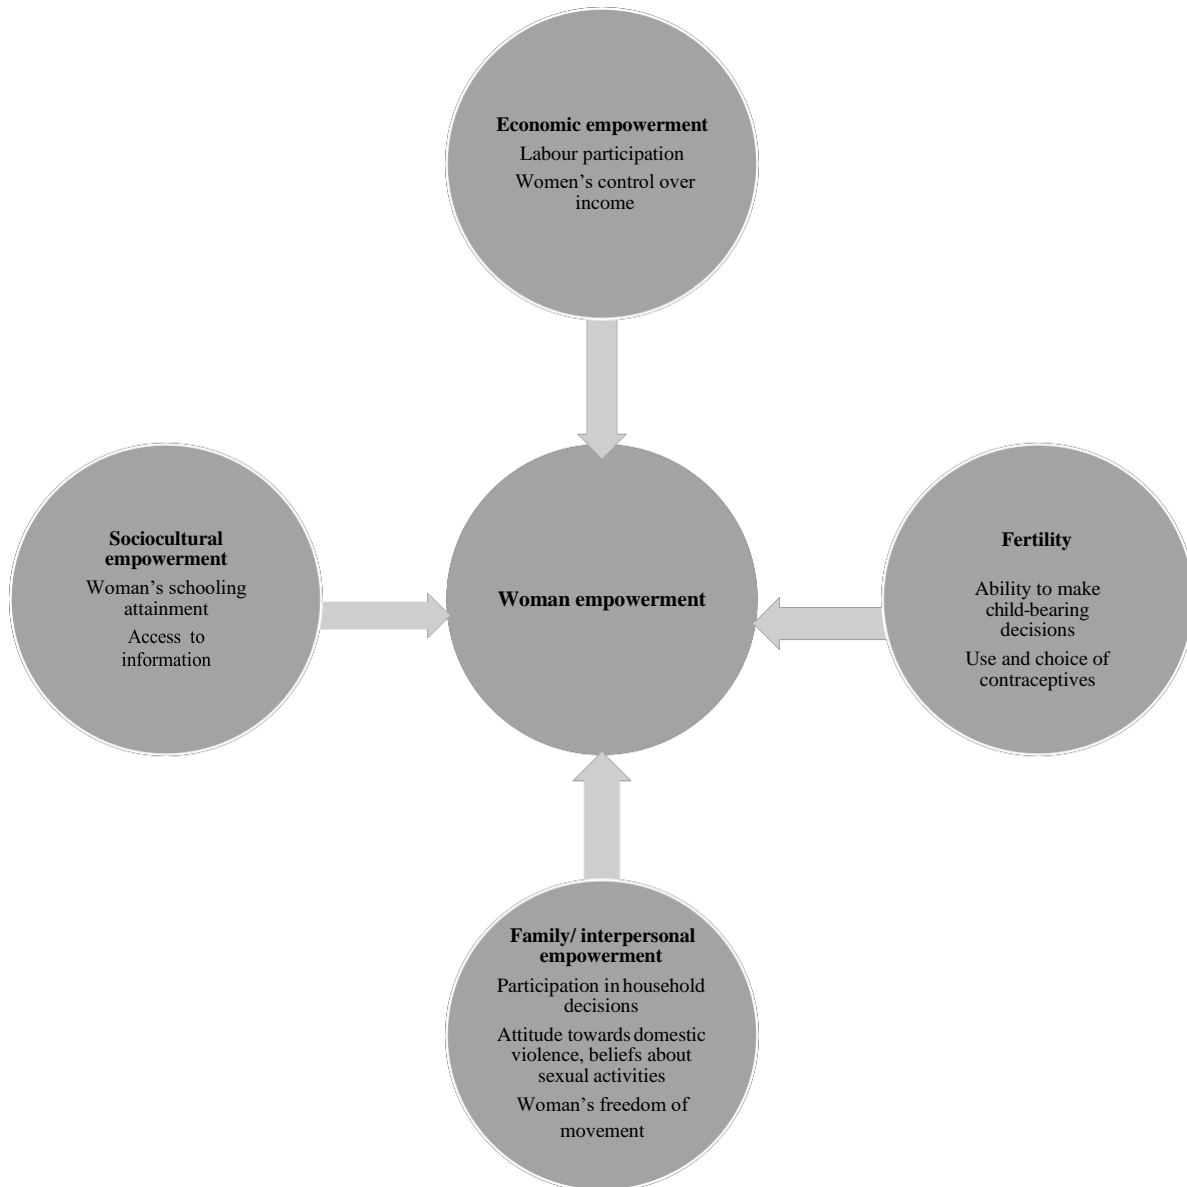 Economic empowerment
Labour participation
Women’s control over
income
Sociocultural
empowerment
Woman’s schooling
attainment
Access to
information
Woman empowerment
Fertility
Ability to make
child-bearing
decisions
Use and choice of
contraceptives
Family/ interpersonal
empowerment
Participation in household
decisions
Attitude towards domestic
violence, beliefs about
sexual activities
Woman’s freedom of
movement